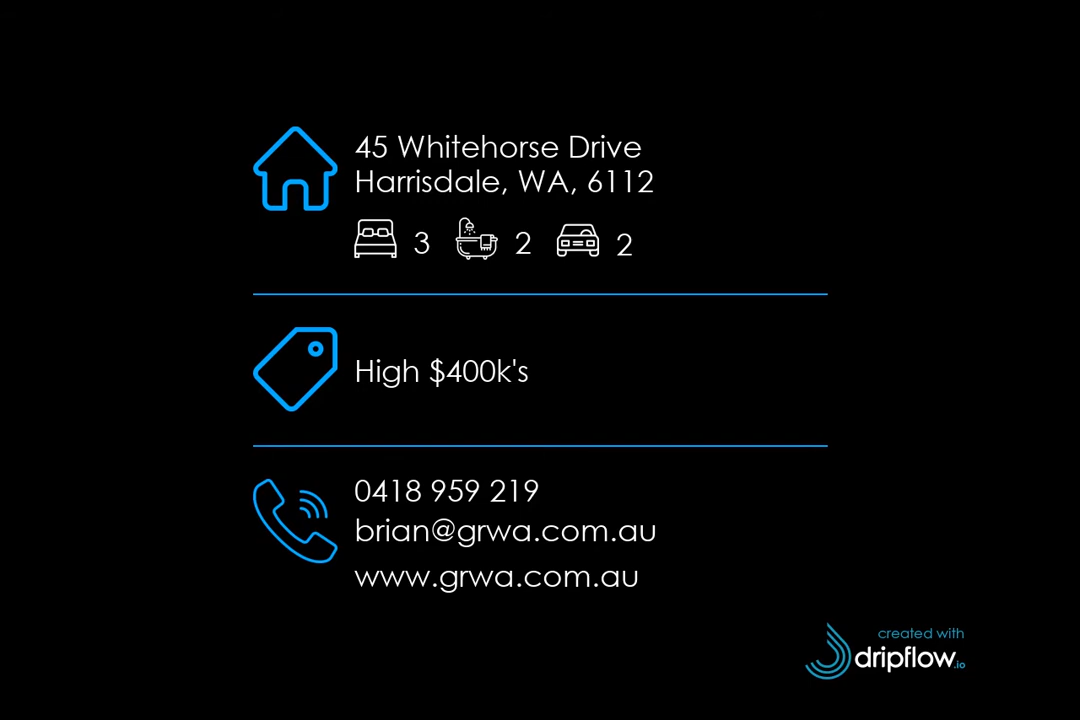 45 Whitehorse Drive
Harrisdale, WA, 6112
3 2 2
High $400k's
0418 959 219
brian@grwa.com.au
www.grwa.com.au
created with
dripflow.io